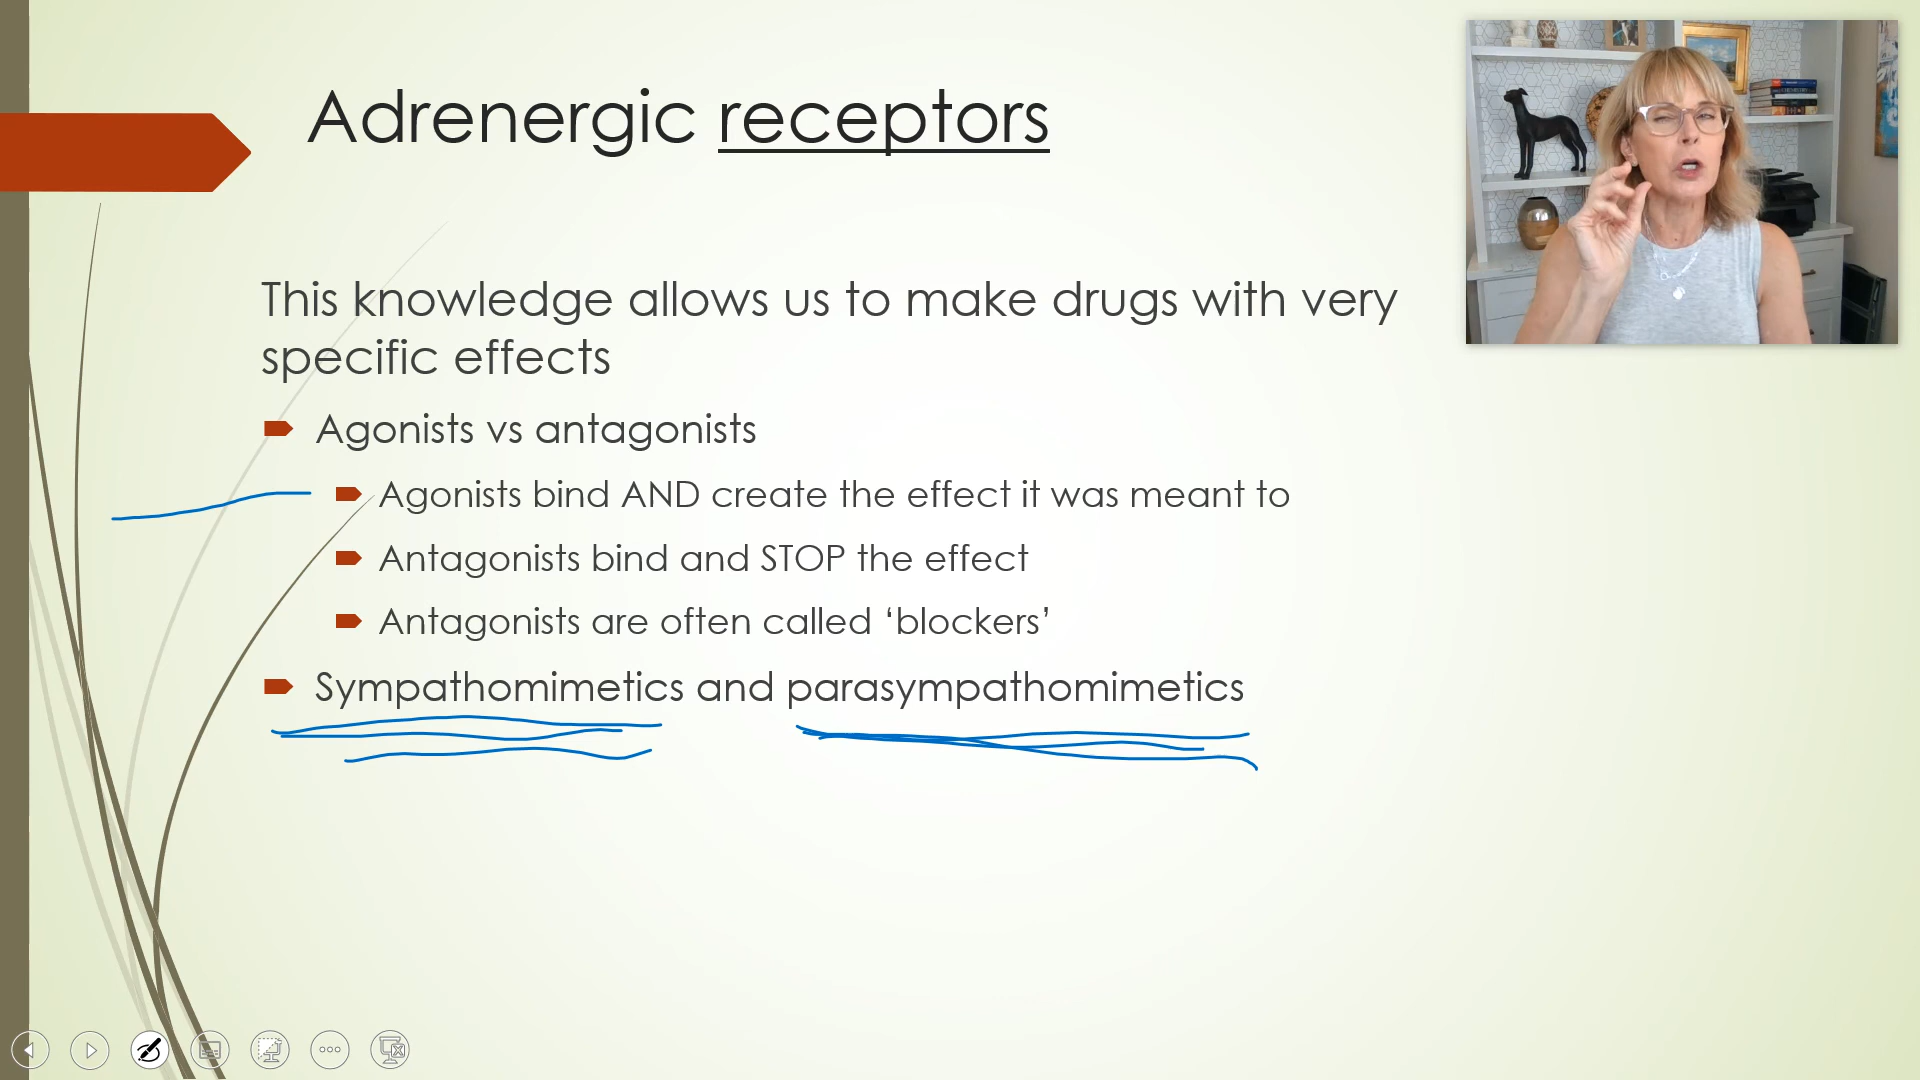 Adrenergic receptors
This knowledge allows us to make drugs with very
specific effects
Agonists vs antagonists
Agonists bind AND create the effect it was meant to
Antagonists bind and STOP the effect
Antagonists are often called ‘blockers’
Sympathomimetics and parasympathomimetics